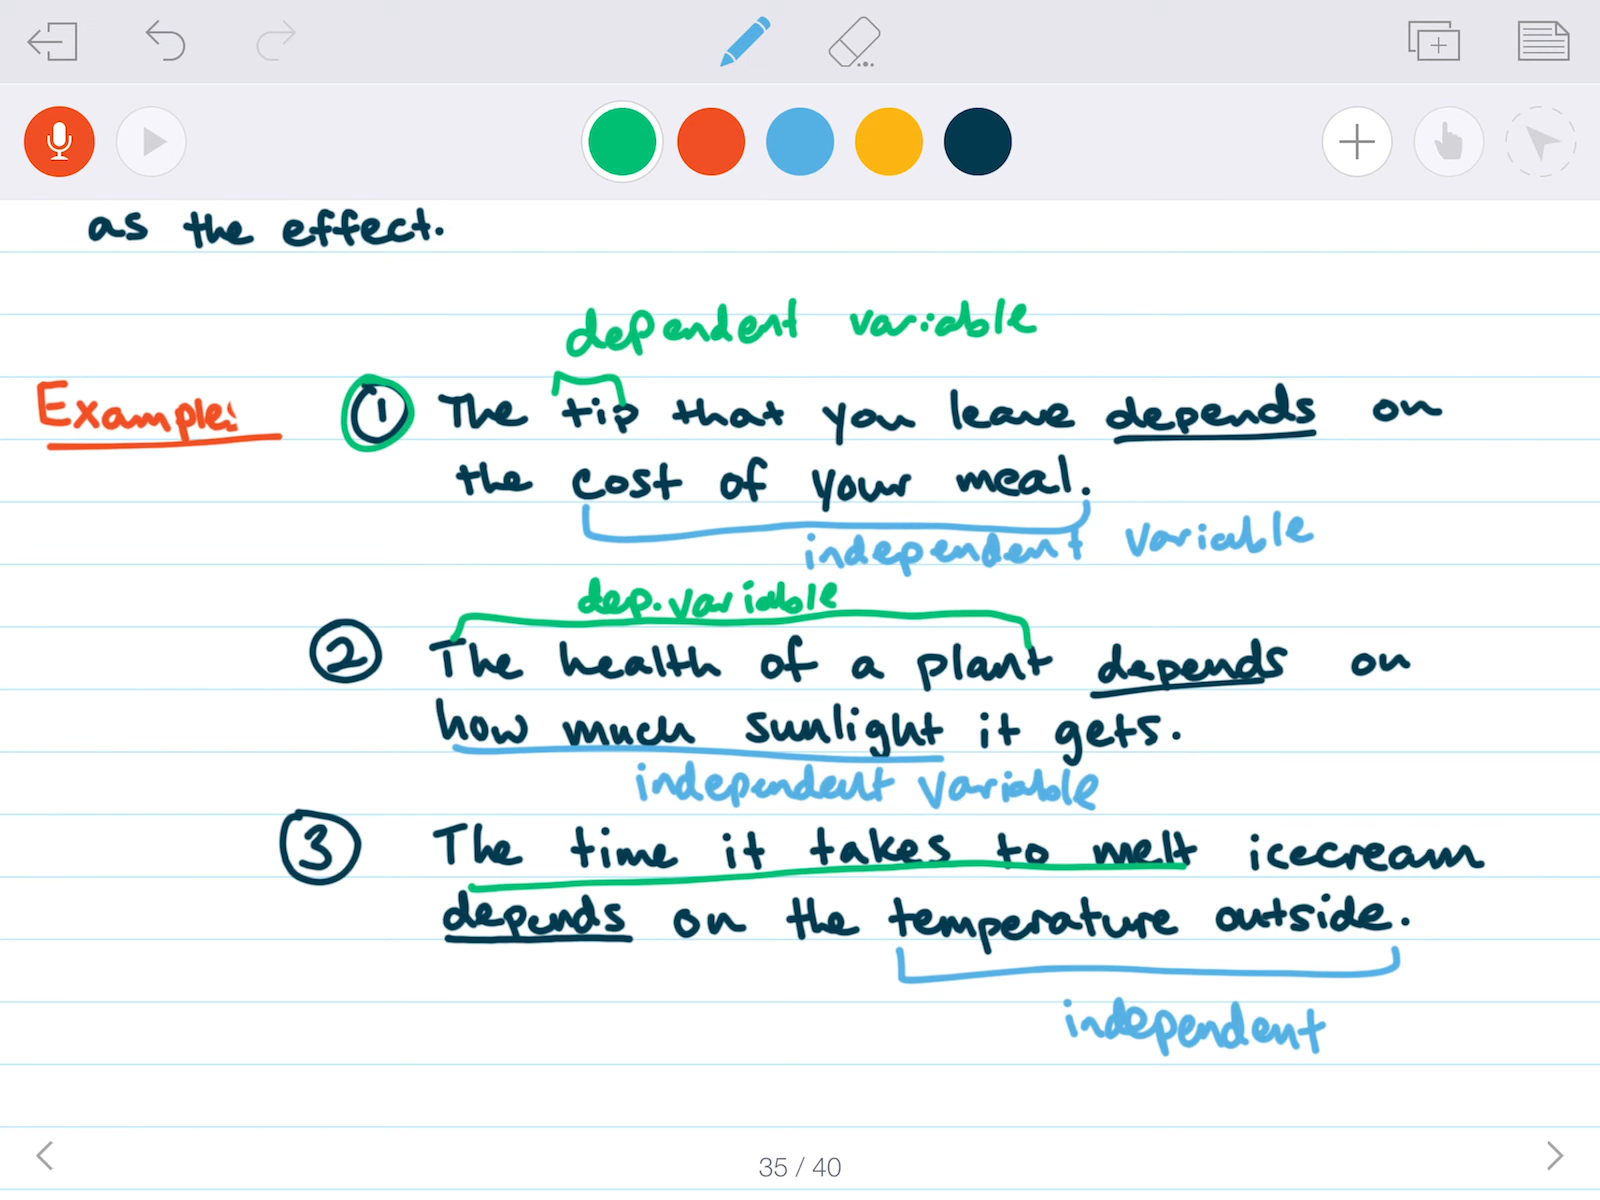 as the effect.
dependent variable
Example: ① The tip that you leave depends on
the cost of your meal.
independent variable
dep. variable
② The health of a plant depends on
how much sunlight it gets.
independent variable
③ The time it takes to melt icecream
depends on the temperature outside.
independent
35 / 40